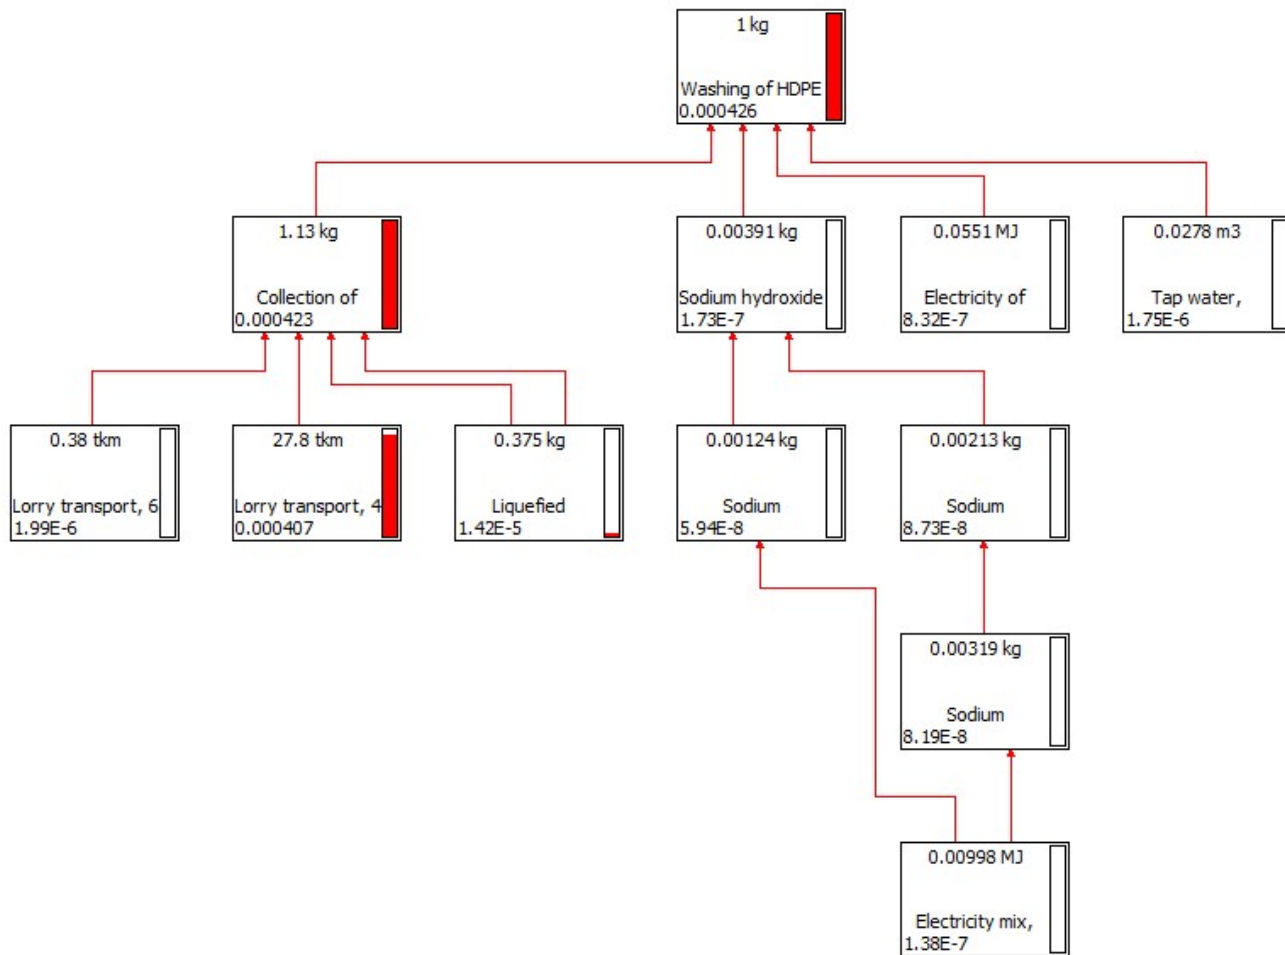 1 kg
Washing of HDPE
0.000426
1.13 kg
Collection of
0.000423
0.00391 kg
Sodium hydroxide
1.73E-7
0.0551 MJ
Electricity of
8.32E-7
0.0278 m3
Tap water,
1.75E-6
0.38 tkm
Lorry transport, 6
1.99E-6
27.8 tkm
Lorry transport, 4
0.000407
0.375 kg
Liquefied
1.42E-5
0.00124 kg
Sodium
5.94E-8
0.00213 kg
Sodium
8.73E-8
0.00319 kg
Sodium
8.19E-8
0.00998 MJ
Electricity mix,
1.38E-7